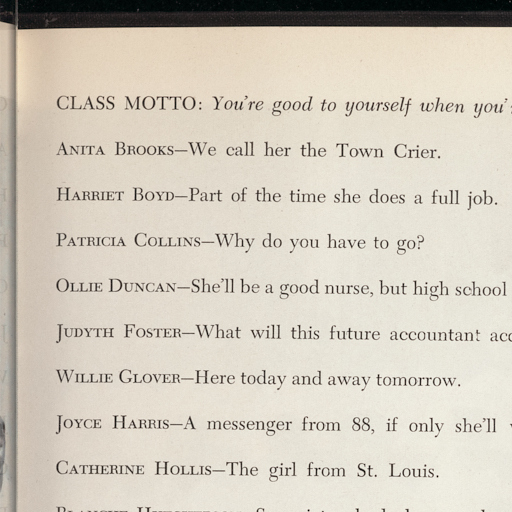 CLASS MOTTO: You're good to yourself when you'
ANITA BROOKS—We call her the Town Crier.
HARRIET BOYD—Part of the time she does a full job.
PATRICIA COLLINS—Why do you have to go?
OLLIE DUNCAN—She'll be a good nurse, but high school
JUDYTH FOSTER—What will this future accountant
WILLIE GLOVER—Here today and away tomorrow.
JOYCE HARRIS—A messenger from 88, if only she'll
CATHERINE HOLLIS—The girl from St. Louis.